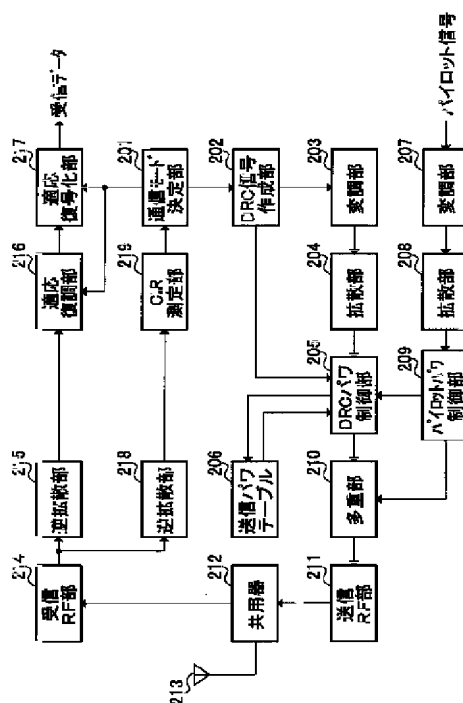 217
適応
復号化部
受信データ
216
適応
復調部
215
逆拡散部
214
受信
RF部
201
通信モード
決定部
219
CIR
測定部
218
逆拡散部
212
共用器
213
202
DRC信号
作成部
206
送信パワ
テーブル
203
変調部
204
拡散部
205
DRCパワ
制御部
210
多重部
211
送信
RF部
パイロット信号
207
変調部
208
拡散部
209
パイロットパワ
制御部